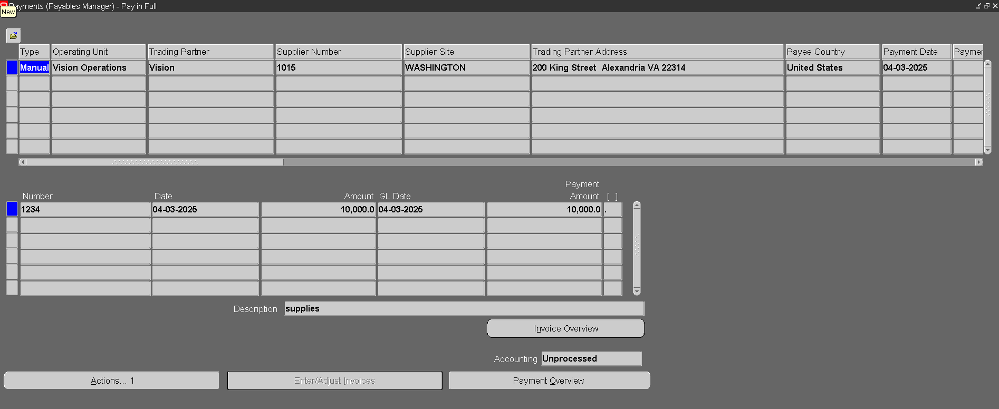 Payments (Payables Manager) - Pay in Full
New
Type Operating Unit Trading Partner Supplier Number Supplier Site Trading Partner Address Payee Country Payment Date Paymer
Manual Vision Operations Vision 1015 WASHINGTON 200 King Street  Alexandria VA 22314 United States 04-03-2025
Payment
Number Date Amount GL Date Amount [ ]
1234 04-03-2025 10,000.0 04-03-2025 10,000.0 .
Description supplies
Invoice Overview
Accounting Unprocessed
Actions... 1 Enter/Adjust Invoices Payment Overview